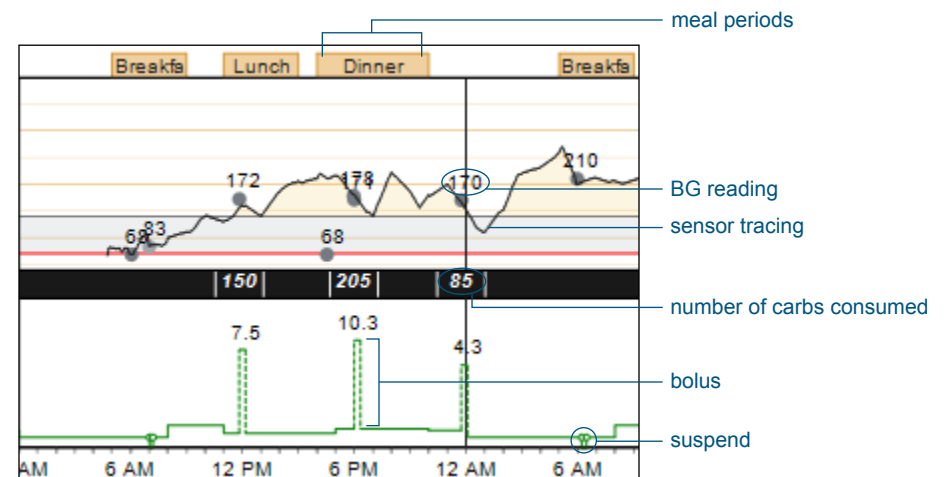 meal periods
Breakfa Lunch Dinner Breakfa
210
172 171 170
BG reading
83
sensor tracing
68 68
150 205 85
number of carbs consumed
10.3
7.5 4.3
bolus
suspend
AM 6 AM 12 PM 6 PM 12 AM 6 AM